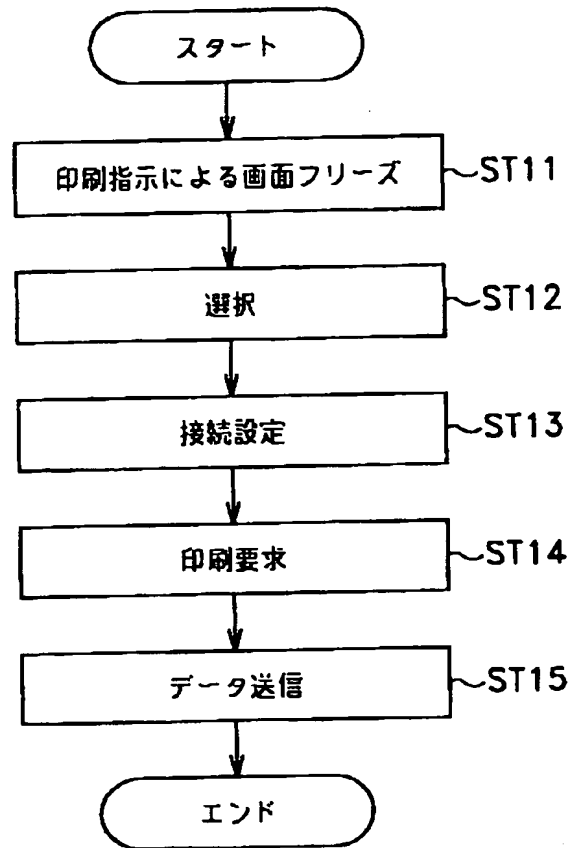 スタート
印刷指示による画面フリーズ ST11
選択 ST12
接続設定 ST13
印刷要求 ST14
データ送信 ST15
エンド